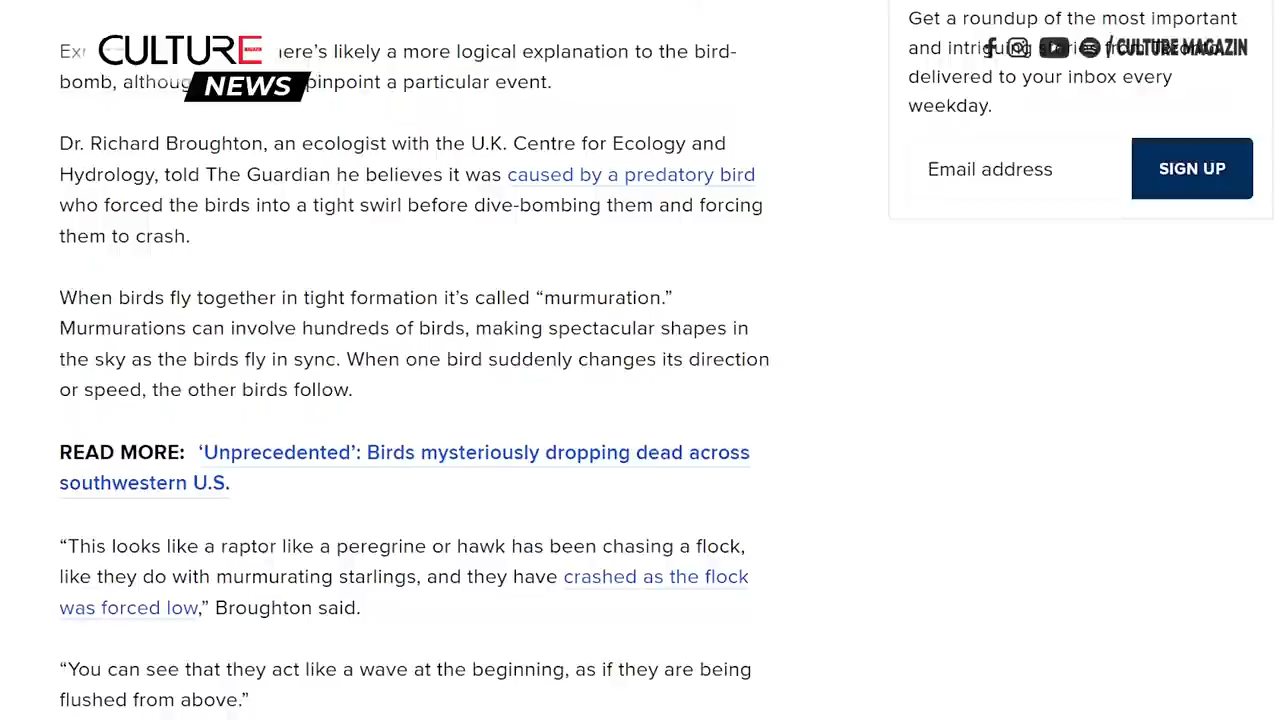 CULTURE
NEWS
here's likely a more logical explanation to the bird-
bomb, althoug pinpoint a particular event.
Dr. Richard Broughton, an ecologist with the U.K. Centre for Ecology and
Hydrology, told The Guardian he believes it was caused by a predatory bird
who forced the birds into a tight swirl before dive-bombing them and forcing
them to crash.
When birds fly together in tight formation it's called “murmuration.”
Murmurations can involve hundreds of birds, making spectacular shapes in
the sky as the birds fly in sync. When one bird suddenly changes its direction
or speed, the other birds follow.
READ MORE: ‘Unprecedented’: Birds mysteriously dropping dead across
southwestern U.S.
“This looks like a raptor like a peregrine or hawk has been chasing a flock,
like they do with murmurating starlings, and they have crashed as the flock
was forced low,” Broughton said.
“You can see that they act like a wave at the beginning, as if they are being
flushed from above.”
Get a roundup of the most important
and intriguing
/CULTURE MAGAZIN
delivered to your inbox every
weekday.
Email address
SIGN UP